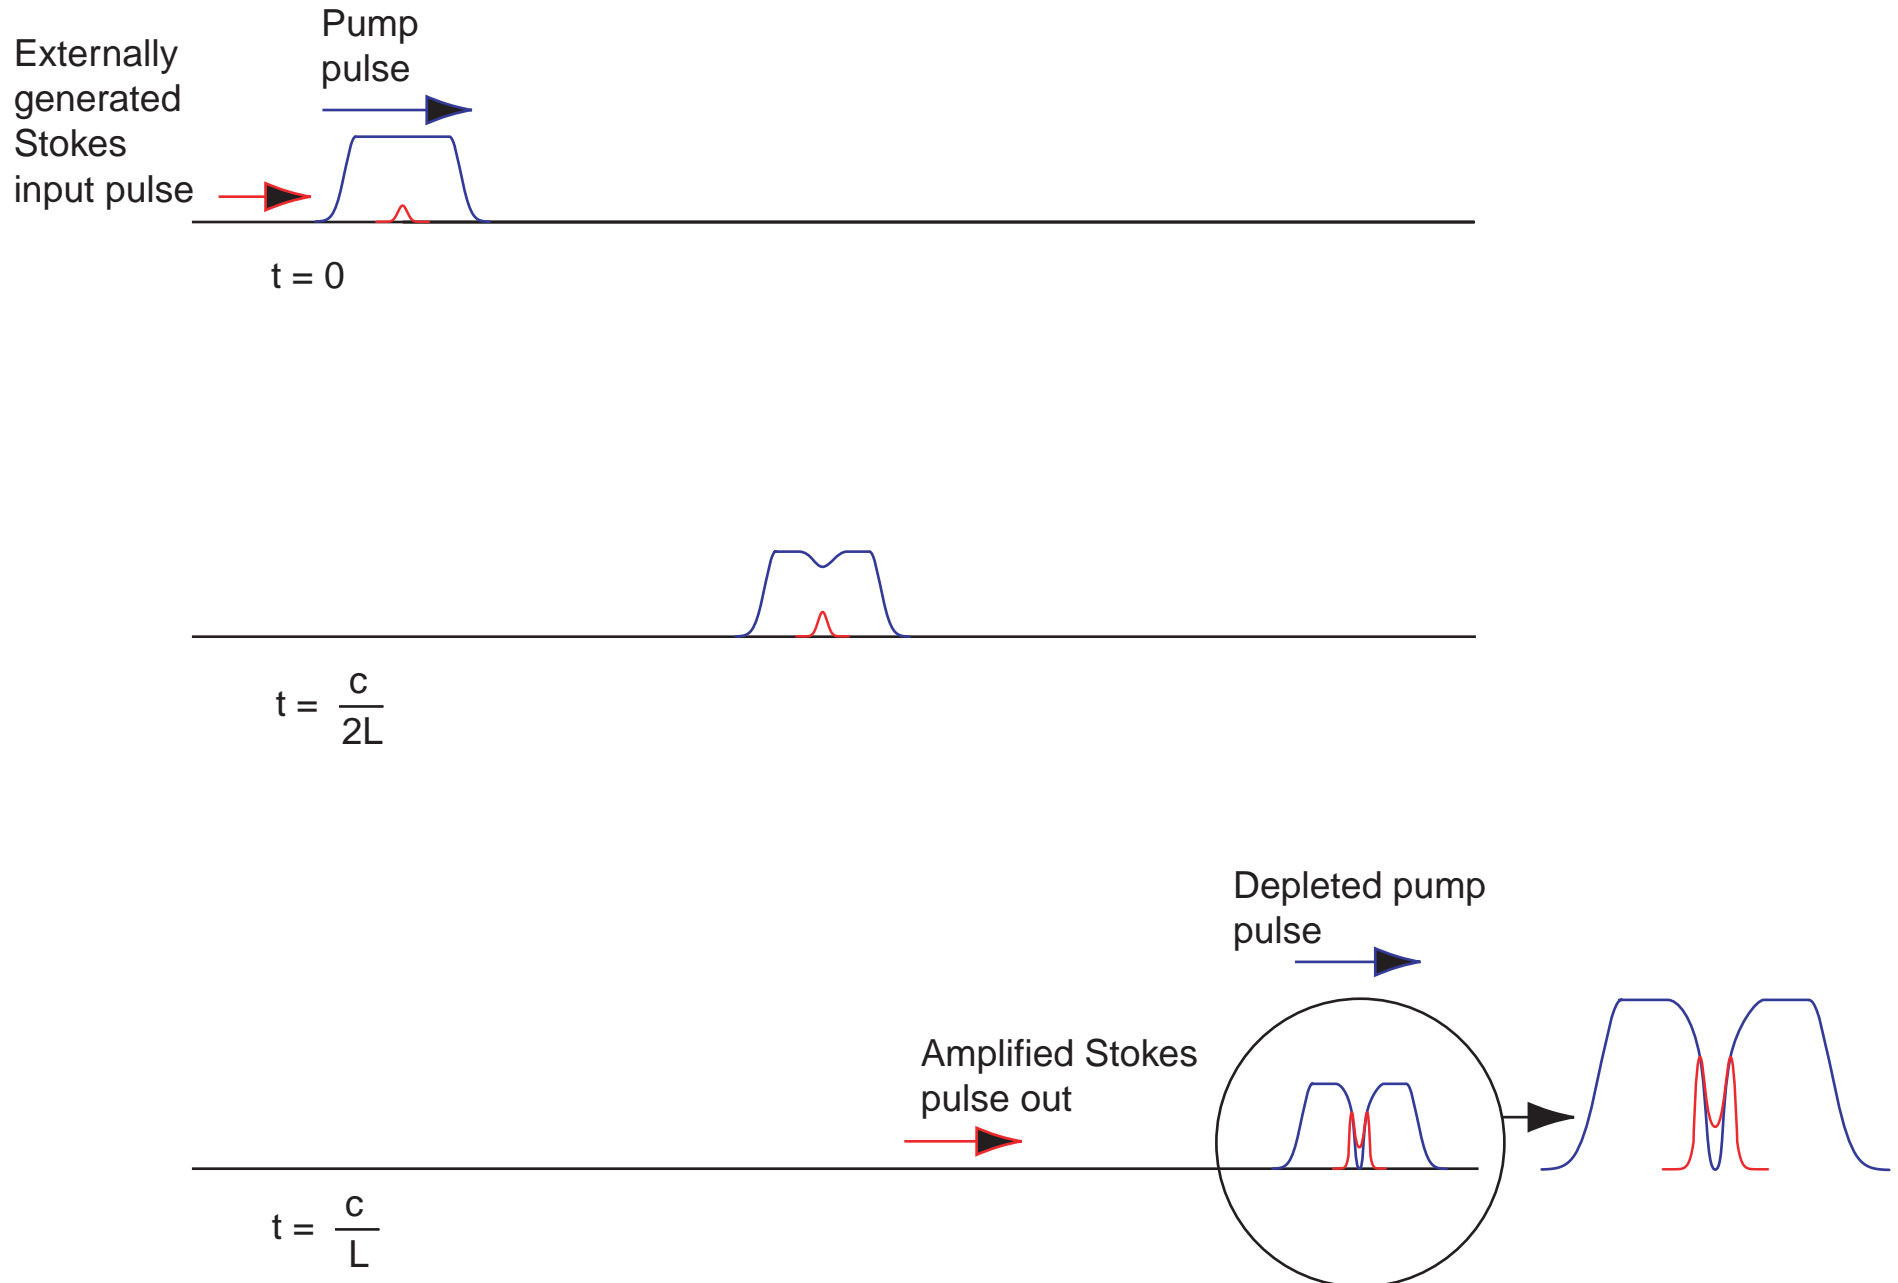 Externally
generated
Stokes
input pulse
Pump
pulse
t = 0
t = c
2L
Depleted pump
pulse
Amplified Stokes
pulse out
t = c
L